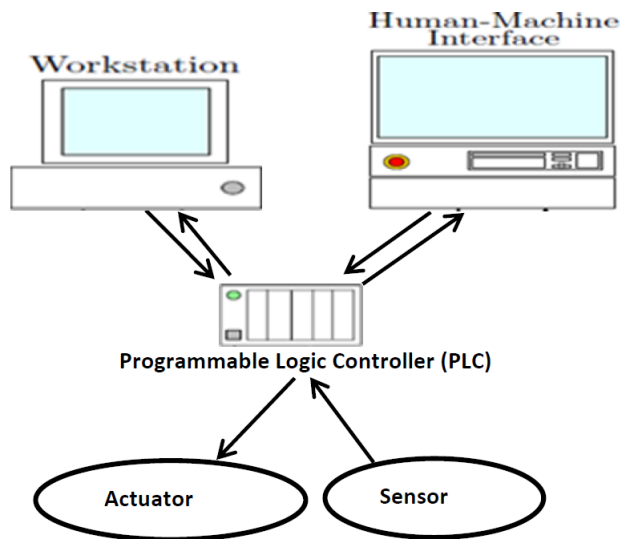 Workstation
Human-Machine
Interface
Programmable Logic Controller (PLC)
Actuator
Sensor